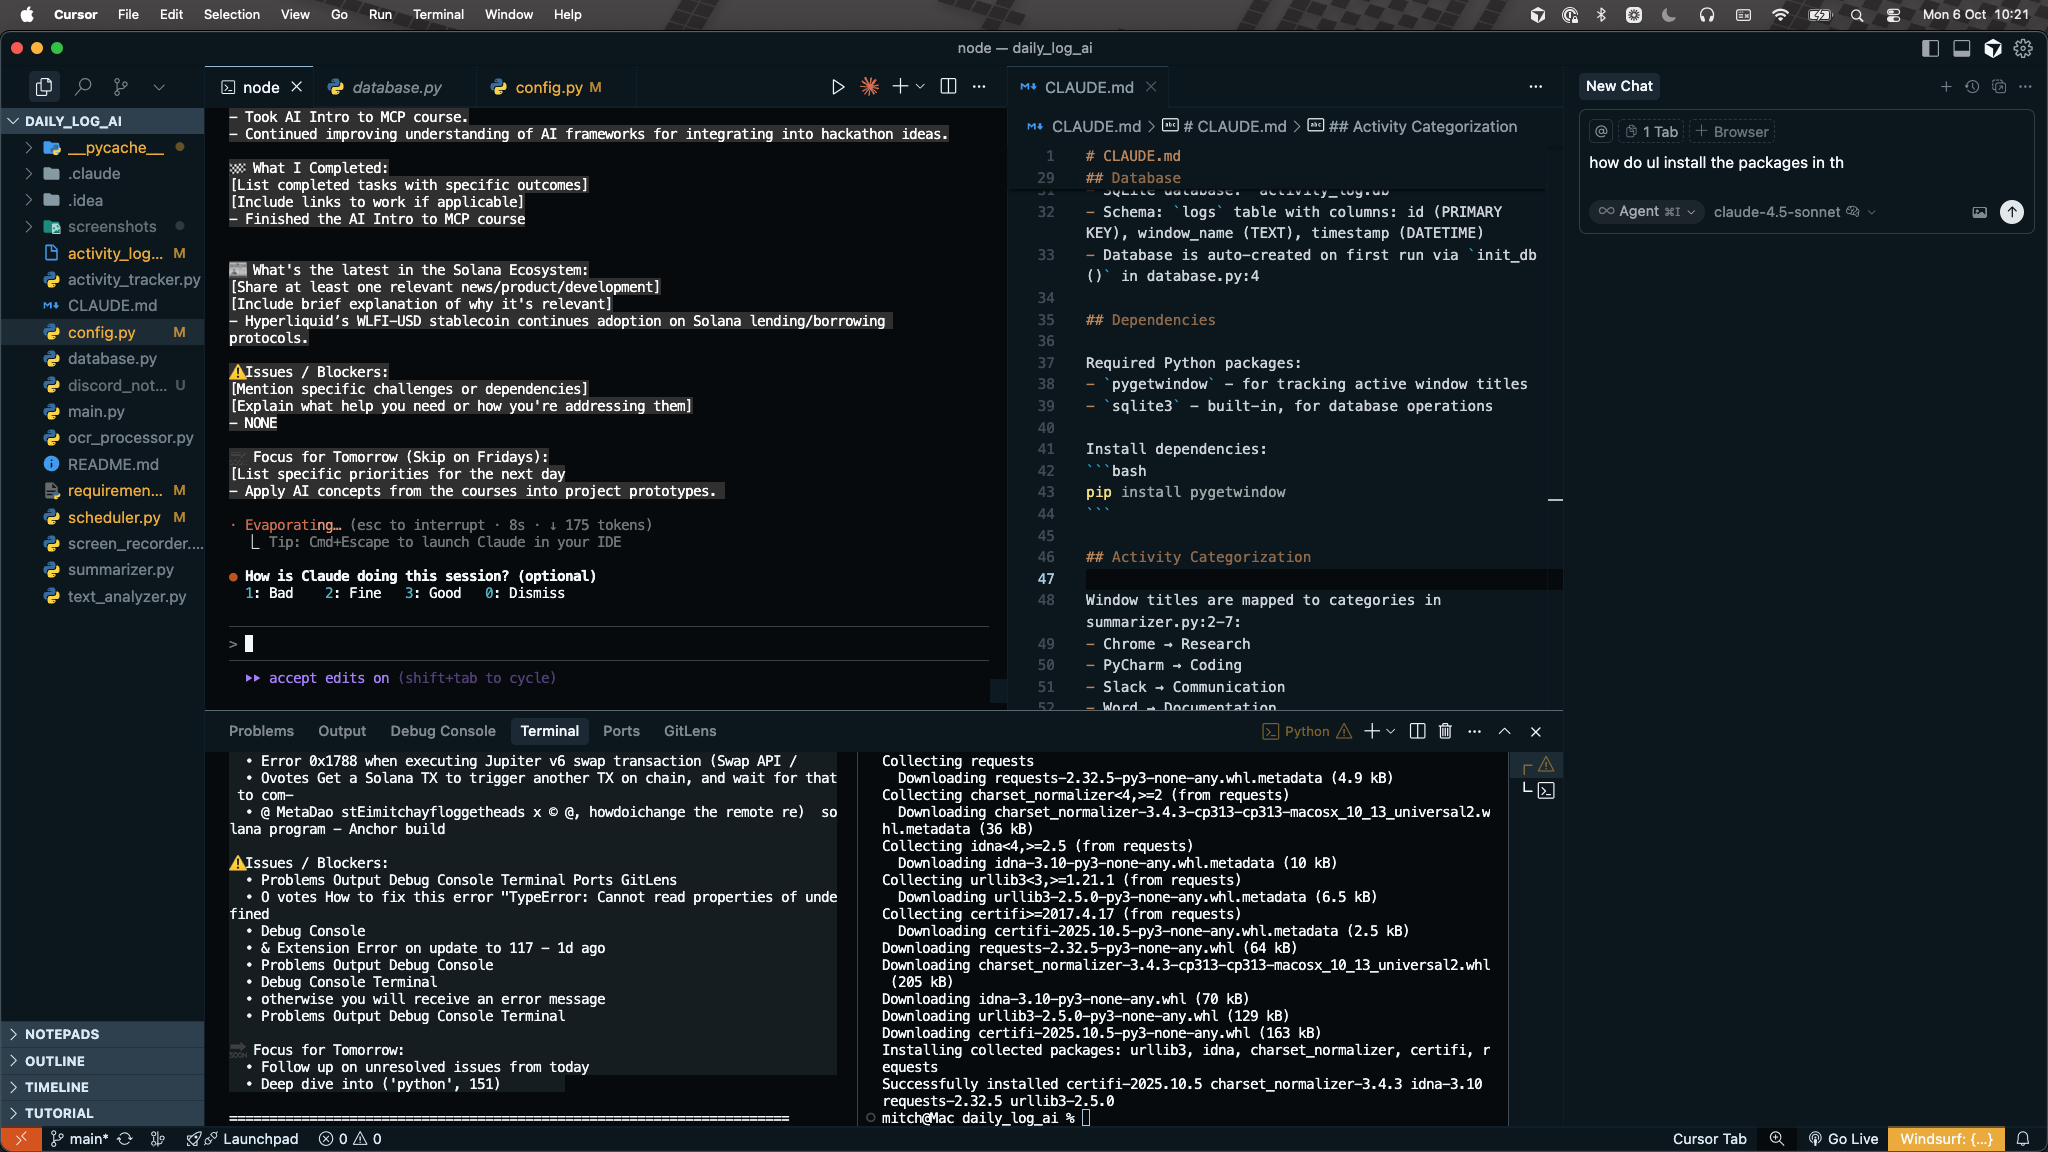 Cursor File Edit Selection View Go Run Terminal Window Help
Mon 6 Oct 10:21
node — daily_log_ai
DAILY_LOG_AI
__pycache__
.claude
.idea
screenshots
activity_log... M
activity_tracker.py
CLAUDE.md
config.py M
database.py
discord_not... U
main.py
ocr_processor.py
README.md
requiremen... M
scheduler.py M
screen_recorder....
summarizer.py
text_analyzer.py
NOTEPADS
OUTLINE
TIMELINE
TUTORIAL
node
database.py
config.py M
- Took AI Intro to MCP course.
- Continued improving understanding of AI frameworks for integrating into hackathon ideas.
What I Completed:
[List completed tasks with specific outcomes]
[Include links to work if applicable]
- Finished the AI Intro to MCP course
What's the latest in the Solana Ecosystem:
[Share at least one relevant news/product/development]
[Include brief explanation of why it's relevant]
- Hyperliquid’s WLFI-USD stablecoin continues adoption on Solana lending/borrowing
protocols.
⚠️Issues / Blockers:
[Mention specific challenges or dependencies]
[Explain what help you need or how you're addressing them]
- NONE
Focus for Tomorrow (Skip on Fridays):
[List specific priorities for the next day
- Apply AI concepts from the courses into project prototypes.
· Evaporating… (esc to interrupt · 8s · ↓ 175 tokens)
⎿ Tip: Cmd+Escape to launch Claude in your IDE
● How is Claude doing this session? (optional)
1: Bad 2: Fine 3: Good 0: Dismiss
>
⏵⏵ accept edits on (shift+tab to cycle)
CLAUDE.md
CLAUDE.md > # CLAUDE.md > ## Activity Categorization
1 # CLAUDE.md
29 ## Database
31 - SQLite database: `activity_log.db`
32 - Schema: `logs` table with columns: id (PRIMARY
KEY), window_name (TEXT), timestamp (DATETIME)
33 - Database is auto-created on first run via `init_db
()` in database.py:4
34
35 ## Dependencies
36
37 Required Python packages:
38 - `pygetwindow` - for tracking active window titles
39 - `sqlite3` - built-in, for database operations
40
41 Install dependencies:
42 ```bash
43 pip install pygetwindow
44 ```
45
46 ## Activity Categorization
47
48 Window titles are mapped to categories in
summarizer.py:2-7:
49 - Chrome → Research
50 - PyCharm → Coding
51 - Slack → Communication
52 - Word → Documentation
New Chat
@ 1 Tab + Browser
how do uI install the packages in th
∞ Agent ⌘I claude-4.5-sonnet
Problems Output Debug Console Terminal Ports GitLens
Python
• Error 0x1788 when executing Jupiter v6 swap transaction (Swap API /
• Ovotes Get a Solana TX to trigger another TX on chain, and wait for that
to com—
• @ MetaDao stEimitchayfloggetheads x © @, howdoichange the remote re) so
lana program - Anchor build
⚠️Issues / Blockers:
• Problems Output Debug Console Terminal Ports GitLens
• O votes How to fix this error "TypeError: Cannot read properties of unde
fined
• Debug Console
• & Extension Error on update to 117 - 1d ago
• Problems Output Debug Console
• Debug Console Terminal
• otherwise you will receive an error message
• Problems Output Debug Console Terminal
Focus for Tomorrow:
• Follow up on unresolved issues from today
• Deep dive into ('python', 151)
======================================================================
Collecting requests
Downloading requests-2.32.5-py3-none-any.whl.metadata (4.9 kB)
Collecting charset_normalizer<4,>=2 (from requests)
Downloading charset_normalizer-3.4.3-cp313-cp313-macosx_10_13_universal2.w
hl.metadata (36 kB)
Collecting idna<4,>=2.5 (from requests)
Downloading idna-3.10-py3-none-any.whl.metadata (10 kB)
Collecting urllib3<3,>=1.21.1 (from requests)
Downloading urllib3-2.5.0-py3-none-any.whl.metadata (6.5 kB)
Collecting certifi>=2017.4.17 (from requests)
Downloading certifi-2025.10.5-py3-none-any.whl.metadata (2.5 kB)
Downloading requests-2.32.5-py3-none-any.whl (64 kB)
Downloading charset_normalizer-3.4.3-cp313-cp313-macosx_10_13_universal2.whl
(205 kB)
Downloading idna-3.10-py3-none-any.whl (70 kB)
Downloading urllib3-2.5.0-py3-none-any.whl (129 kB)
Downloading certifi-2025.10.5-py3-none-any.whl (163 kB)
Installing collected packages: urllib3, idna, charset_normalizer, certifi, r
equests
Successfully installed certifi-2025.10.5 charset_normalizer-3.4.3 idna-3.10
requests-2.32.5 urllib3-2.5.0
mitch@Mac daily_log_ai %
main* Launchpad 0 0
Cursor Tab Go Live Windsurf: {...}